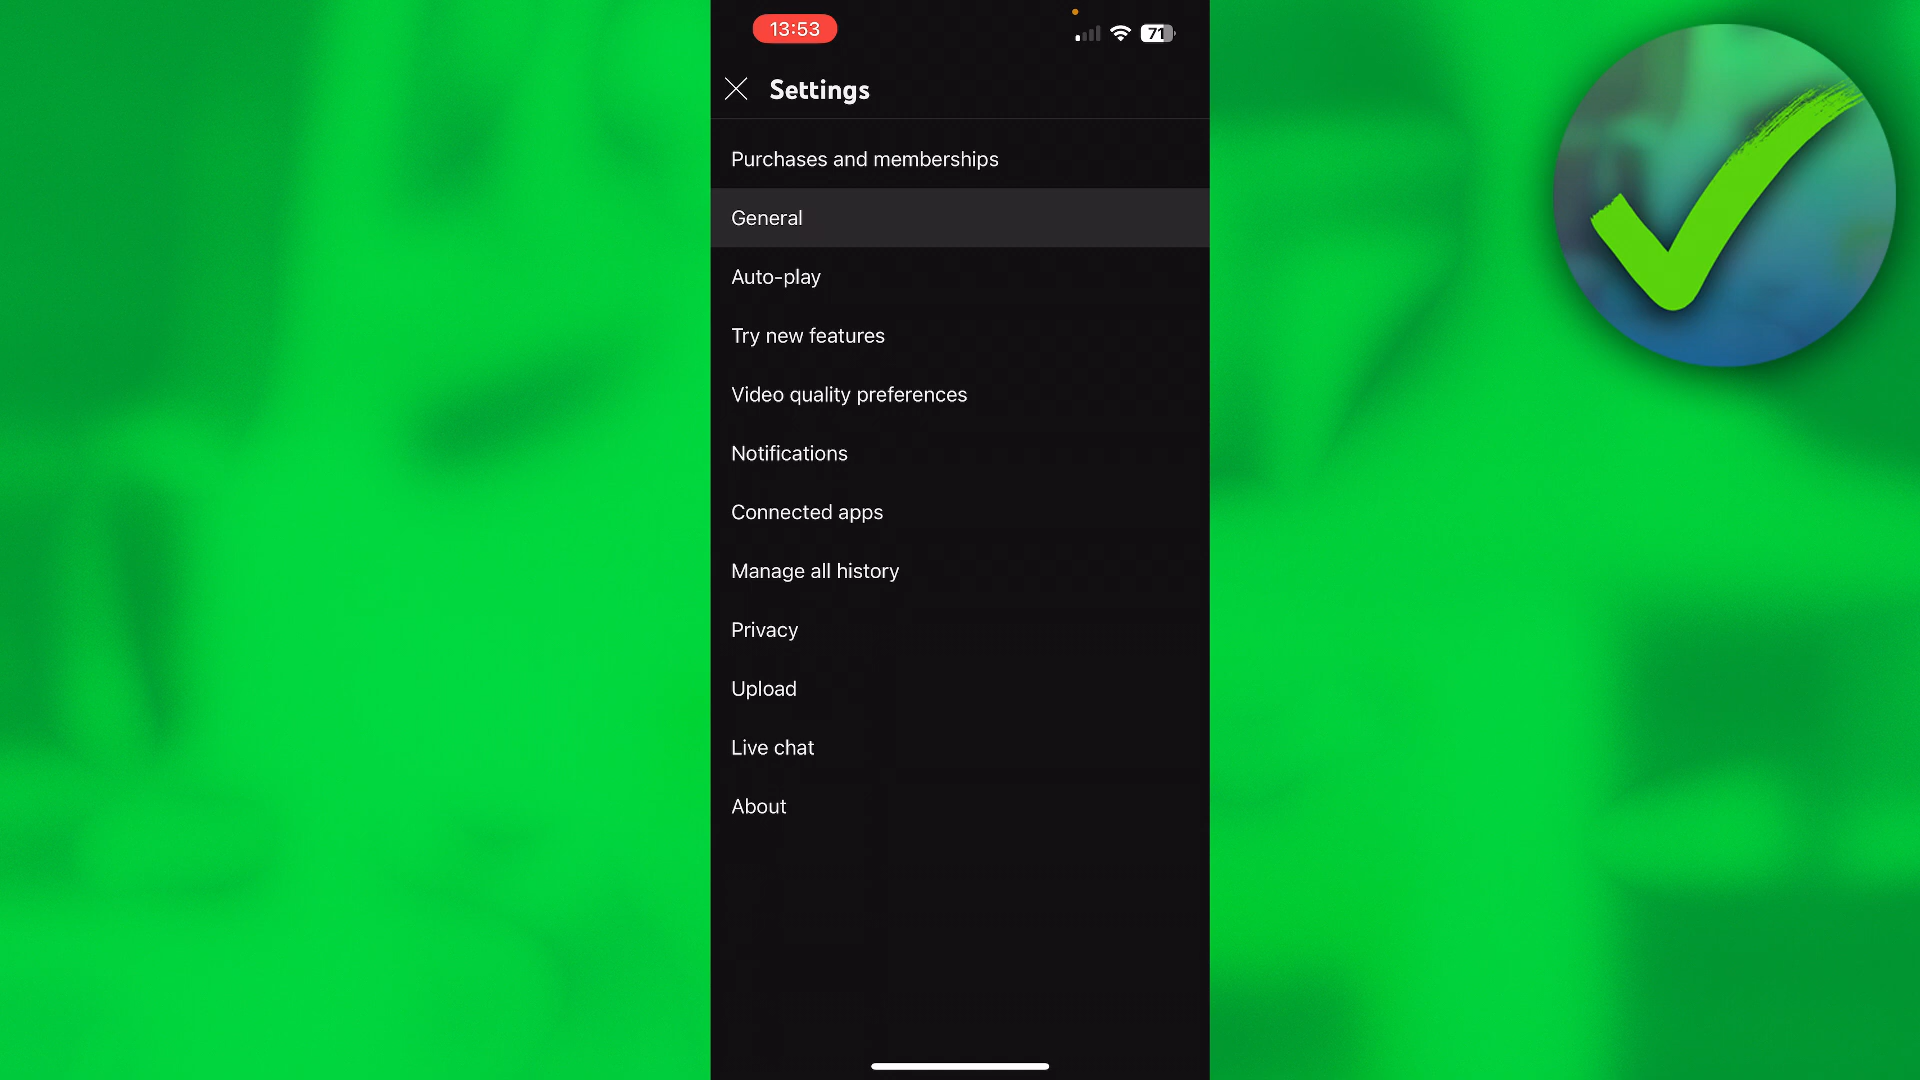 13:53
71
Settings
Purchases and memberships
General
Auto-play
Try new features
Video quality preferences
Notifications
Connected apps
Manage all history
Privacy
Upload
Live chat
About